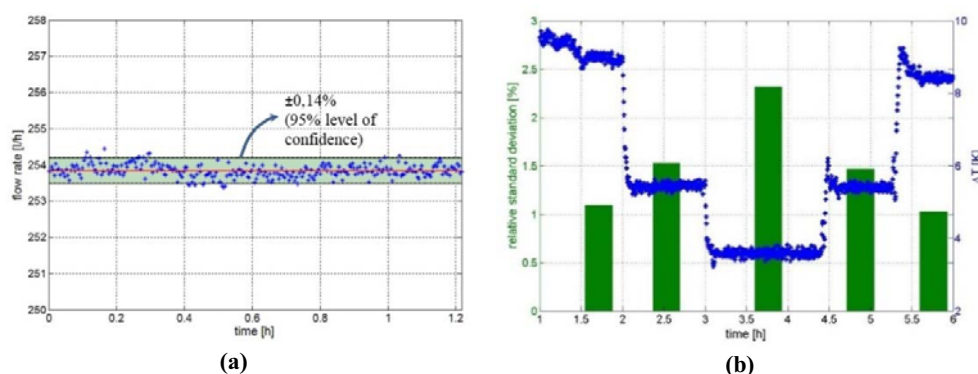 258
257
256
255
254
253
252
251
250
flow rate [l/h]
±0,14%
(95% level of
confidence)
0 0.2 0.4 0.6 0.8 1 1.2
time [h]
(a)
3
2.5
2
1.5
1
0.5
0
relative standard deviation [%]
10
8
6
4
2
ΔT [K]
1 1.5 2 2.5 3 3.5 4 4.5 5 5.5 6
time [h]
(b)